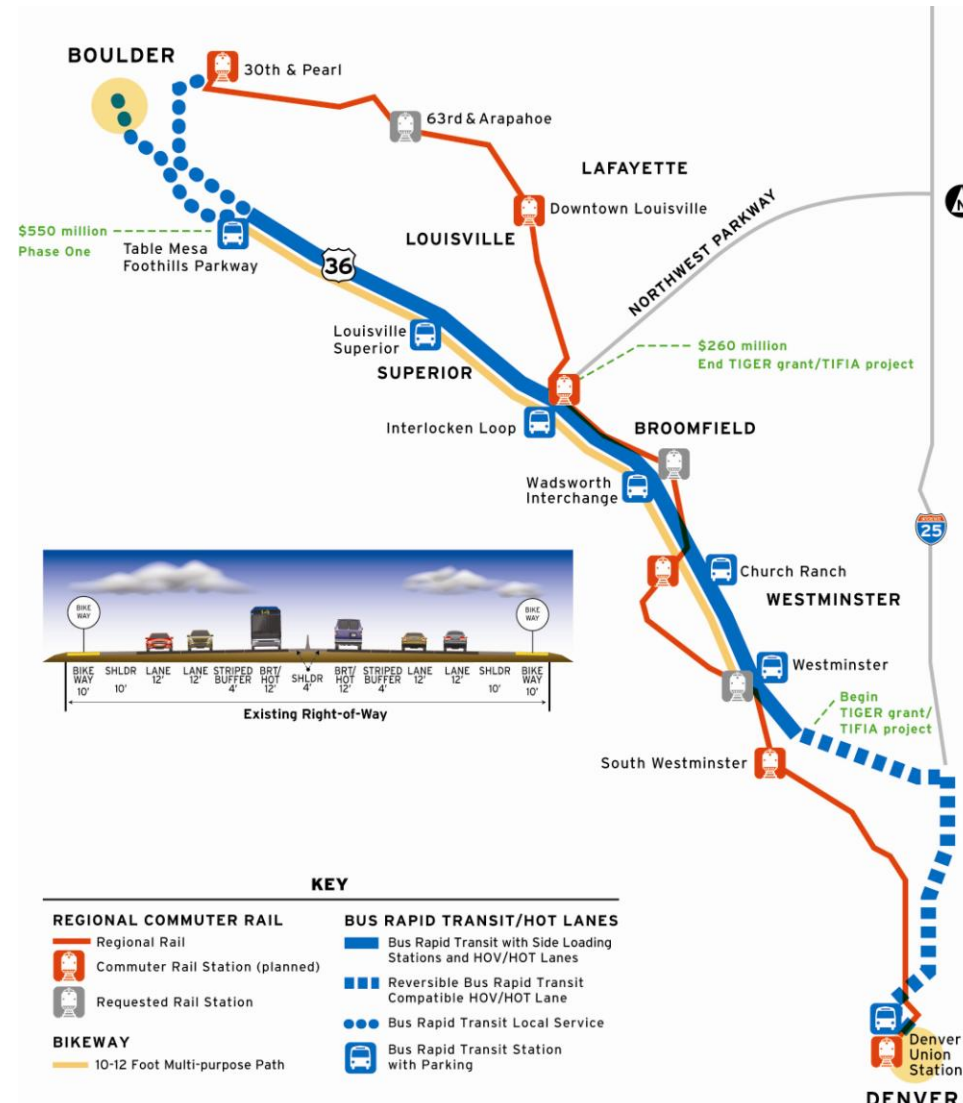 BOULDER
30th & Pearl
63rd & Arapahoe
LAFAYETTE
Downtown Louisville
LOUISVILLE
NORTHWEST PARKWAY
N
$550 million
Phase One
Table Mesa
Foothills Parkway
36
Louisville
Superior
SUPERIOR
$260 million
End TIGER grant/TIFIA project
Interlocken Loop
BROOMFIELD
Wadsworth
Interchange
25
Church Ranch
WESTMINSTER
Westminster
Begin
TIGER grant/
TIFIA project
South Westminster
BIKE
WAY
BIKE
WAY
BIKE WAY 10'
SHLDR 10'
LANE 12'
LANE 12'
STRIPED BUFFER 4'
BRT/ HOT 12'
SHLDR 4'
BRT/ HOT 12'
STRIPED BUFFER 4'
LANE 12'
LANE 12'
SHLDR 10'
BIKE WAY 10'
Existing Right-of-Way
KEY
REGIONAL COMMUTER RAIL
Regional Rail
Commuter Rail Station (planned)
Requested Rail Station
BIKEWAY
10-12 Foot Multi-purpose Path
BUS RAPID TRANSIT/HOT LANES
Bus Rapid Transit with Side Loading
Stations and HOV/HOT Lanes
Reversible Bus Rapid Transit
Compatible HOV/HOT Lane
Bus Rapid Transit Local Service
Bus Rapid Transit Station
with Parking
Denver
Union
Station
DENVER